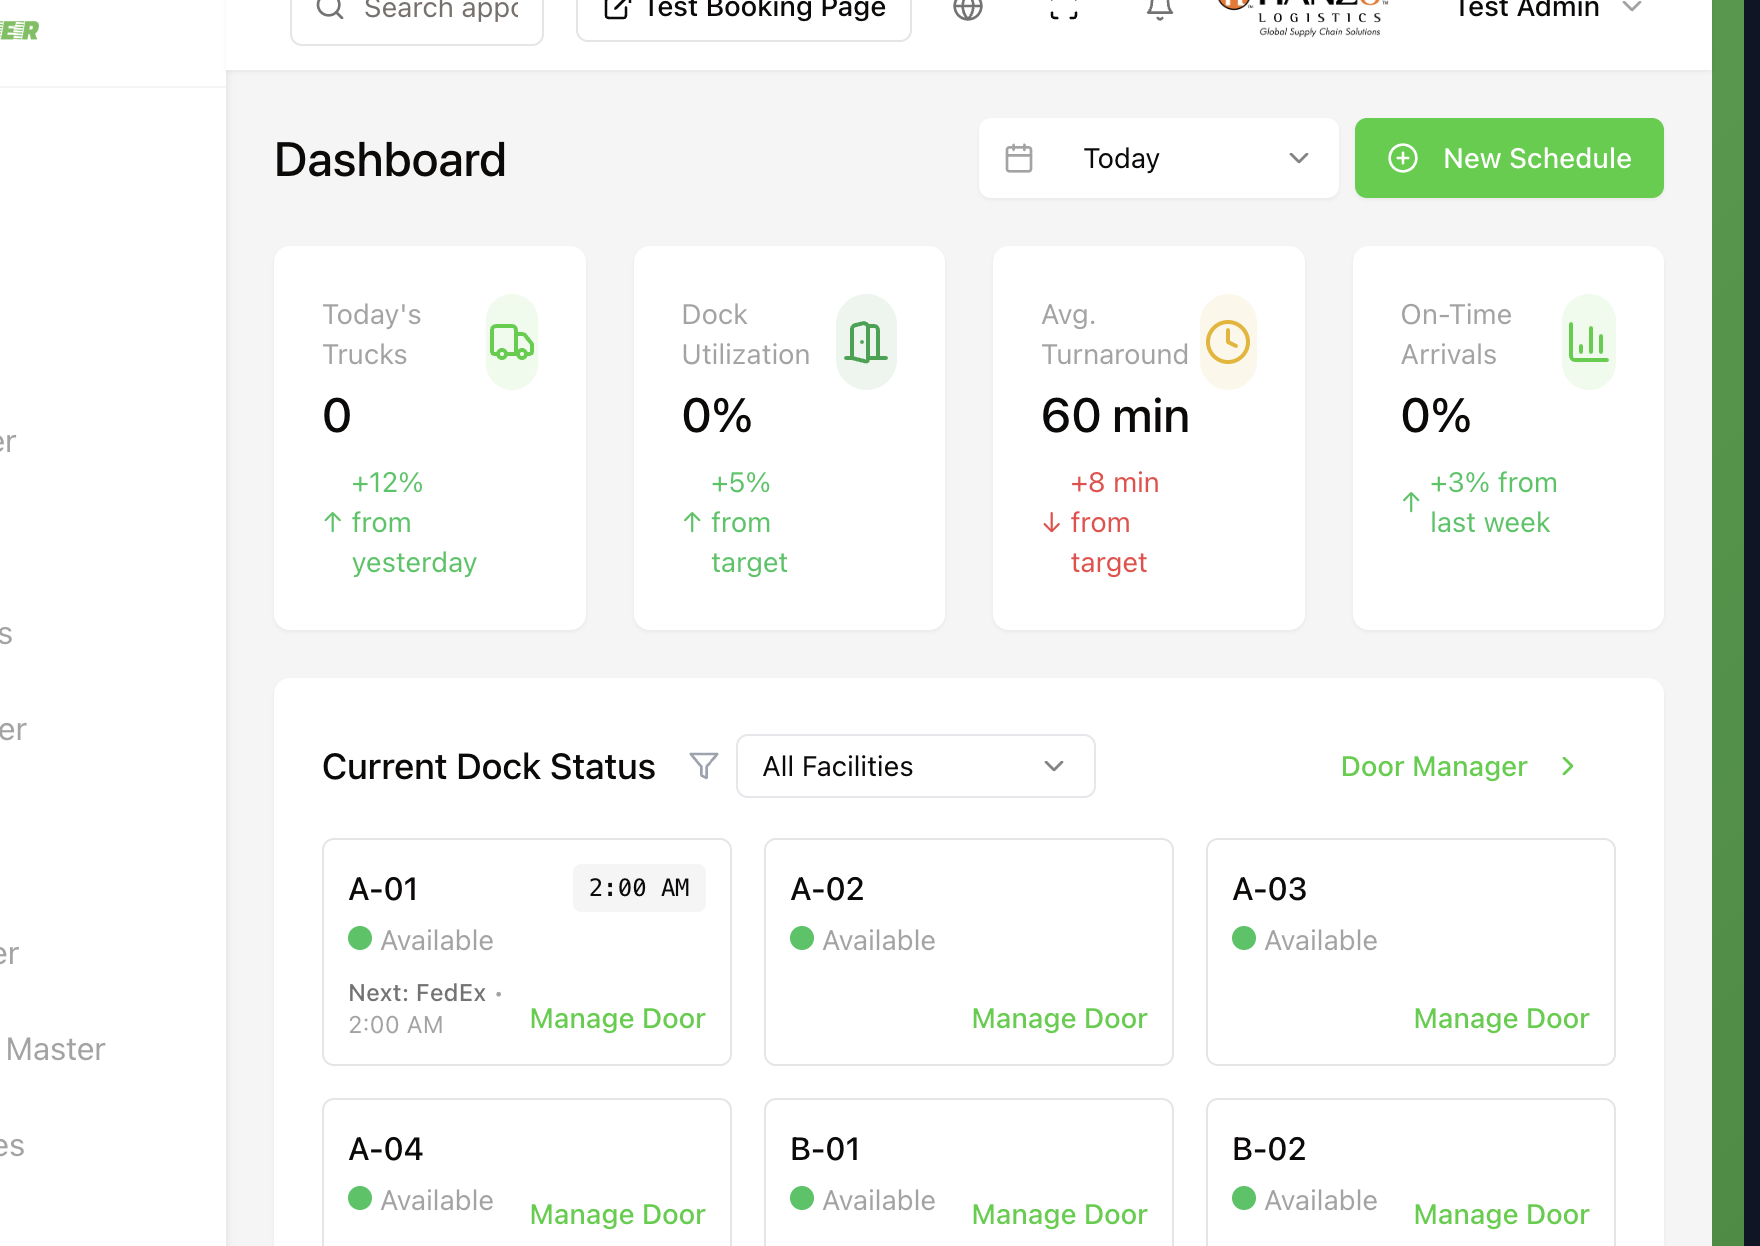 ER
Search appo
Test Booking Page
LOGISTICS
Global Supply Chain Solutions
Test Admin
Dashboard
Today
New Schedule
Today's
Trucks
0
+12%
from
yesterday
Dock
Utilization
0%
+5%
from
target
Avg.
Turnaround
60 min
+8 min
from
target
On-Time
Arrivals
0%
+3% from
last week
er
s
er
er
Master
es
Current Dock Status
All Facilities
Door Manager
A-01
2:00 AM
Available
Next: FedEx •
2:00 AM
Manage Door
A-02
Available
Manage Door
A-03
Available
Manage Door
A-04
Available
Manage Door
B-01
Available
Manage Door
B-02
Available
Manage Door